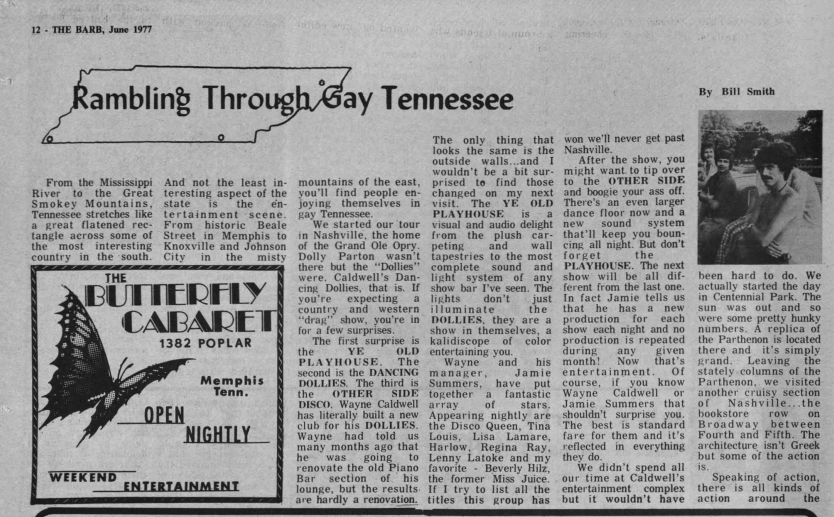 12 - THE BARB, June 1977
Rambling Through Gay Tennessee
By Bill Smith
From the Mississippi
River to the Great
Smokey Mountains,
Tennessee stretches like
a great flatened rec-
tangle across some of
the most interesting
country in the south.
And not the least in-
teresting aspect of the
state is the en-
tertainment scene.
From historic Beale
Street in Memphis to
Knoxville and Johnson
City in the misty
mountains of the east,
you'll find people en-
joying themselves in
gay Tennessee.
We started our tour
in Nashville, the home
of the Grand Ole Opry.
Dolly Parton wasn't
there but the "Dollies"
were. Caldwell's Dan-
cing Dollies, that is. If
you're expecting a
country and western
"drag" show, you're in
for a few surprises.
The first surprise is
the YE OLD
PLAYHOUSE. The
second is the DANCING
DOLLIES. The third is
the OTHER SIDE
DISCO. Wayne Caldwell
has literally built a new
club for his DOLLIES.
Wayne had told us
many months ago that
he was going to
renovate the old Piano
Bar section of his
lounge, but the results
are hardly a renovation.
The only thing that
looks the same is the
outside walls...and I
wouldn't be a bit sur-
prised to find those
changed on my next
visit. The YE OLD
PLAYHOUSE is a
visual and audio delight
from the plush car-
peting and wall
tapestries to the most
complete sound and
light system of any
show bar I've seen. The
lights don't just
illuminate the
DOLLIES, they are a
show in themselves, a
kalidiscope of color
entertaining you.
Wayne and his
manager, Jamie
Summers, have put
together a fantastic
array of stars.
Appearing nightly are
the Disco Queen, Tina
Louis, Lisa Lamare,
Harlow, Regina Ray,
Lenny Latoke and my
favorite - Beverly Hilz,
the former Miss Juice.
If I try to list all the
titles this group has
won we'll never get past
Nashville.
After the show, you
might want to tip over
to the OTHER SIDE
and boogie your ass off.
There's an even larger
dance floor now and a
new sound system
that'll keep you boun-
cing all night. But don't
forget the
PLAYHOUSE. The next
show will be all dif-
ferent from the last one.
In fact Jamie tells us
that he has a new
production for each
show each night and no
production is repeated
during any given
month! Now that's
entertainment. Of
course, if you know
Wayne Caldwell or
Jamie Summers that
shouldn't surprise you.
The best is standard
fare for them and it's
reflected in everything
they do.
We didn't spend all
our time at Caldwell's
entertainment complex
but it wouldn't have
been hard to do. We
actually started the day
in Centennial Park. The
sun was out and so
were some pretty hunky
numbers. A replica of
the Parthenon is located
there and it's simply
grand. Leaving the
stately columns of the
Parthenon, we visited
another cruisy section
of Nashville...the
bookstore row on
Broadway between
Fourth and Fifth. The
architecture isn't Greek
but some of the action
is.
Speaking of action,
there is all kinds of
action around the
THE
BUTTERFLY
CABARET
1382 POPLAR
Memphis
Tenn.
OPEN
NIGHTLY
WEEKEND
ENTERTAINMENT